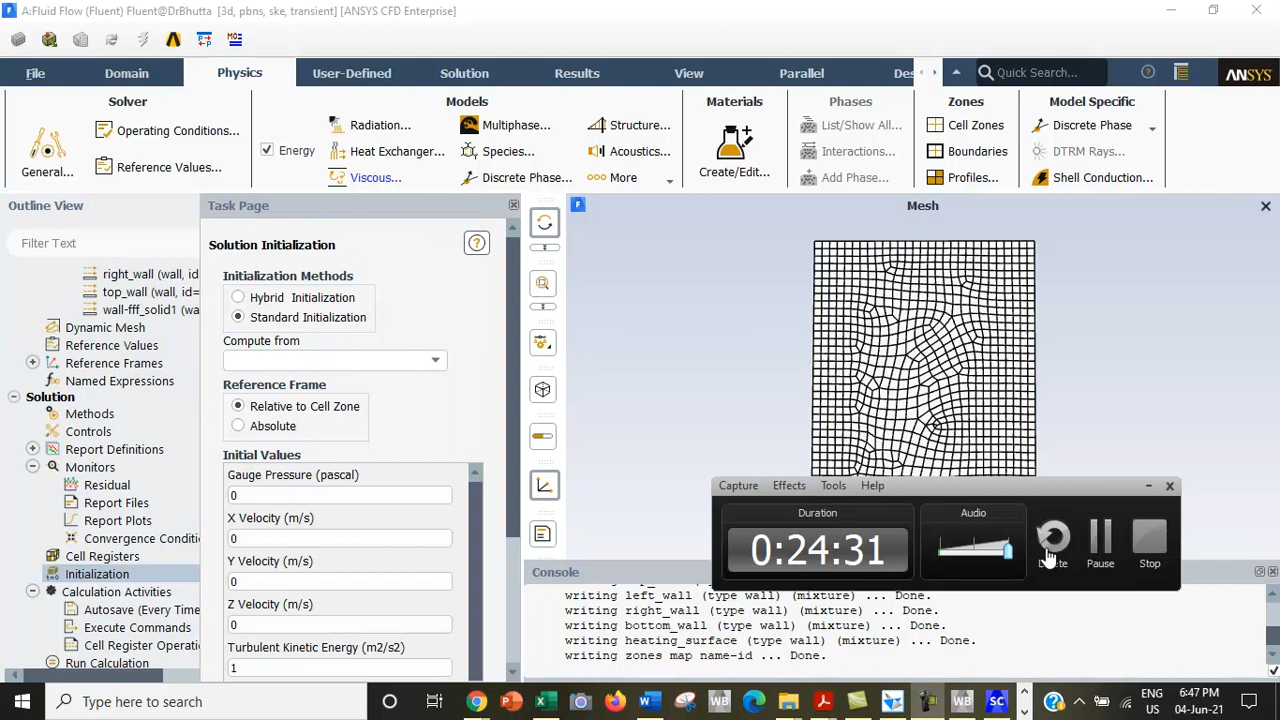 A:Fluid Flow (Fluent) Fluent@DrBhutta [3d, pbns, ske, transient] [ANSYS CFD Enterprise]
File Domain Physics User-Defined Solution Results View Parallel Quick Search... ANSYS
Solver Models Materials Phases Zones Model Specific
General... Operating Conditions... Reference Values...
Energy Radiation... Multiphase... Structure...
Heat Exchanger... Species... Acoustics...
Viscous... Discrete Phase... More
Create/Edit...
List/Show All... Cell Zones Discrete Phase
Interactions... Boundaries DTRM Rays...
Add Phase... Profiles... Shell Conduction...
Outline View
Filter Text
right_wall (wall, id
top_wall (wall, id=
wall-fff_solid1 (wa
Dynamic Mesh
Reference Values
Reference Frames
Named Expressions
Solution
Methods
Controls
Report Definitions
Monitors
Residual
Report Files
Report Plots
Convergence Condit
Cell Registers
Initialization
Calculation Activities
Autosave (Every Time
Execute Commands
Cell Register Operatio
Run Calculation
Task Page
Solution Initialization
Initialization Methods
Hybrid Initialization
Standard Initialization
Compute from
Reference Frame
Relative to Cell Zone
Absolute
Initial Values
Gauge Pressure (pascal)
0
X Velocity (m/s)
0
Y Velocity (m/s)
0
Z Velocity (m/s)
0
Turbulent Kinetic Energy (m2/s2)
1
Mesh
Capture Effects Tools Help
Duration Audio
0:24:31
Pause Stop
Console
writing left_wall (type wall) (mixture) ... Done.
writing right_wall (type wall) (mixture) ... Done.
writing bottom_wall (type wall) (mixture) ... Done.
writing heating_surface (type wall) (mixture) ... Done.
writing zones map name-id ... Done.
Type here to search
ENG
US
6:47 PM
04-Jun-21